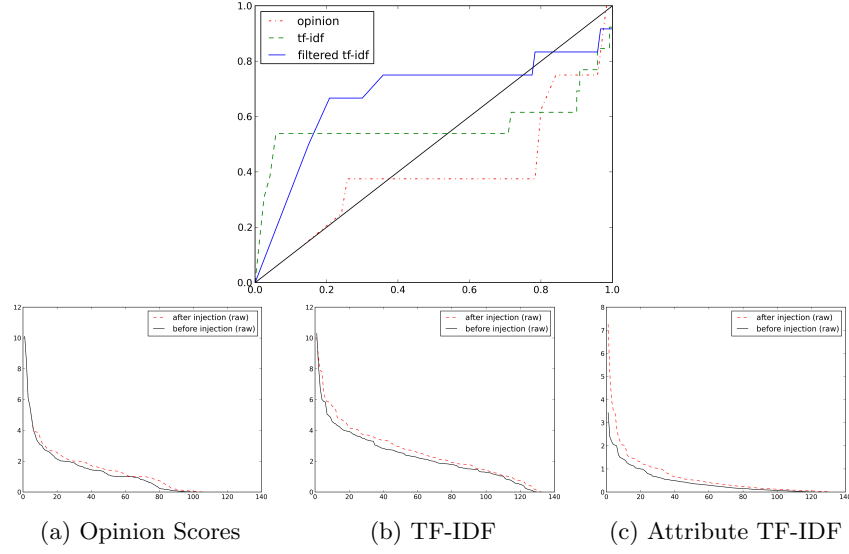 1.0
0.8
0.6
0.4
0.2
0.0
opinion
tf-idf
filtered tf-idf
0.0 0.2 0.4 0.6 0.8 1.0
12
10
8
6
4
2
0
after injection (raw)
before injection (raw)
0 20 40 60 80 100 120 140
12
10
8
6
4
2
0
after injection (raw)
before injection (raw)
0 20 40 60 80 100 120 140
8
7
6
5
4
3
2
1
0
after injection (raw)
before injection (raw)
0 20 40 60 80 100 120 140
(a) Opinion Scores
(b) TF-IDF
(c) Attribute TF-IDF